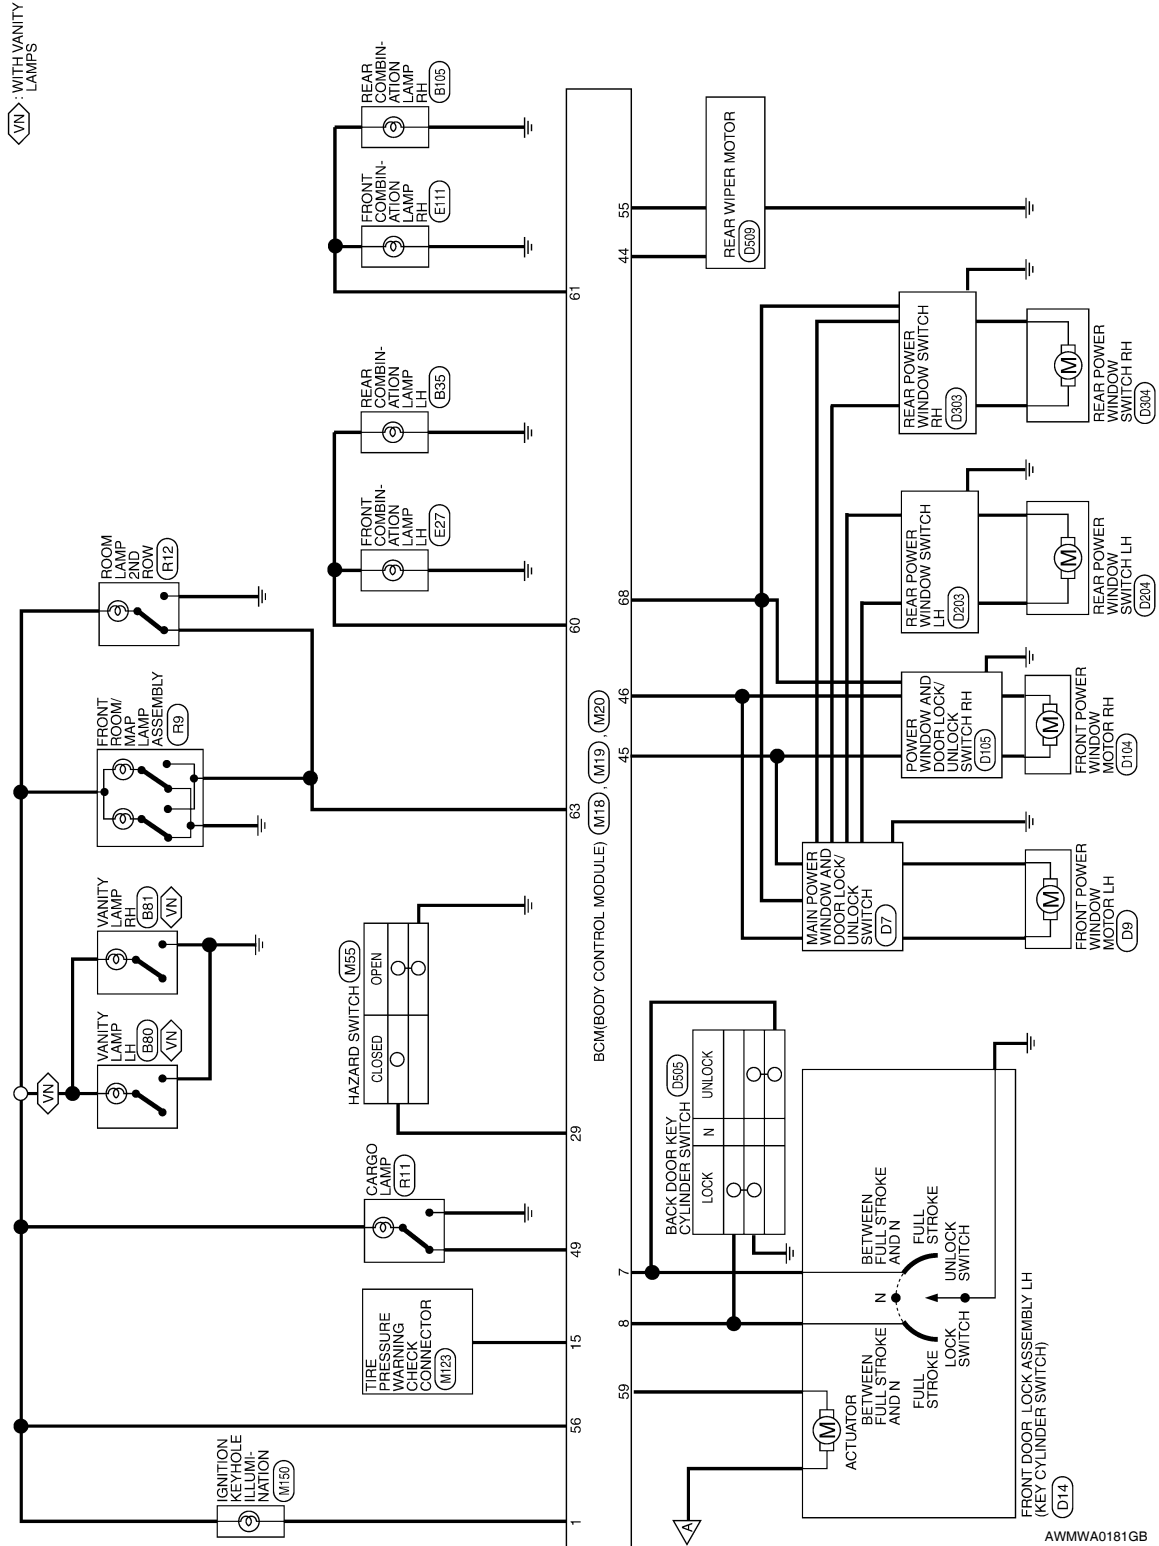 VN : WITH VANITY
LAMPS
IGNITION
KEYHOLE
ILLUMI-
NATION
M150
TIRE
PRESSURE
WARNING
CHECK
CONNECTOR
M123
CARGO
LAMP
R11
HAZARD SWITCH M55
CLOSED
OPEN
VN
VANITY
LAMP
LH
B80
VN
VANITY
LAMP
RH
B81
VN
FRONT
ROOM/
MAP
LAMP
ASSEMBLY
R9
ROOM
LAMP
2ND
ROW
R12
FRONT
COMBIN-
ATION
LAMP
LH
E27
REAR
COMBIN-
ATION
LAMP
LH
B35
FRONT
COMBIN-
ATION
LAMP
RH
E111
REAR
COMBIN-
ATION
LAMP
RH
B105
1
56
15
49
29
63
60
61
BCM(BODY CONTROL MODULE) M18 , M19 , M20
59
8
7
45
46
68
44
55
A
M
ACTUATOR
BETWEEN
FULL STROKE
AND N
FULL
STROKE
LOCK
SWITCH
N
BETWEEN
FULL STROKE
AND N
FULL
STROKE
UNLOCK
SWITCH
FRONT DOOR LOCK ASSEMBLY LH
(KEY CYLINDER SWITCH)
D14
BACK DOOR KEY
CYLINDER SWITCH D505
LOCK
N
UNLOCK
MAIN POWER
WINDOW AND
DOOR LOCK/
UNLOCK
SWITCH
D7
M
FRONT POWER
WINDOW
MOTOR LH
D9
POWER
WINDOW AND
DOOR LOCK/
UNLOCK
SWITCH RH
D105
M
FRONT POWER
WINDOW
MOTOR RH
D104
REAR POWER
WINDOW SWITCH
LH
D203
M
REAR POWER
WINDOW
SWITCH LH
D204
REAR POWER
WINDOW SWITCH
RH
D303
M
REAR POWER
WINDOW
SWITCH RH
D304
REAR WIPER MOTOR
D509
AWMWA0181GB